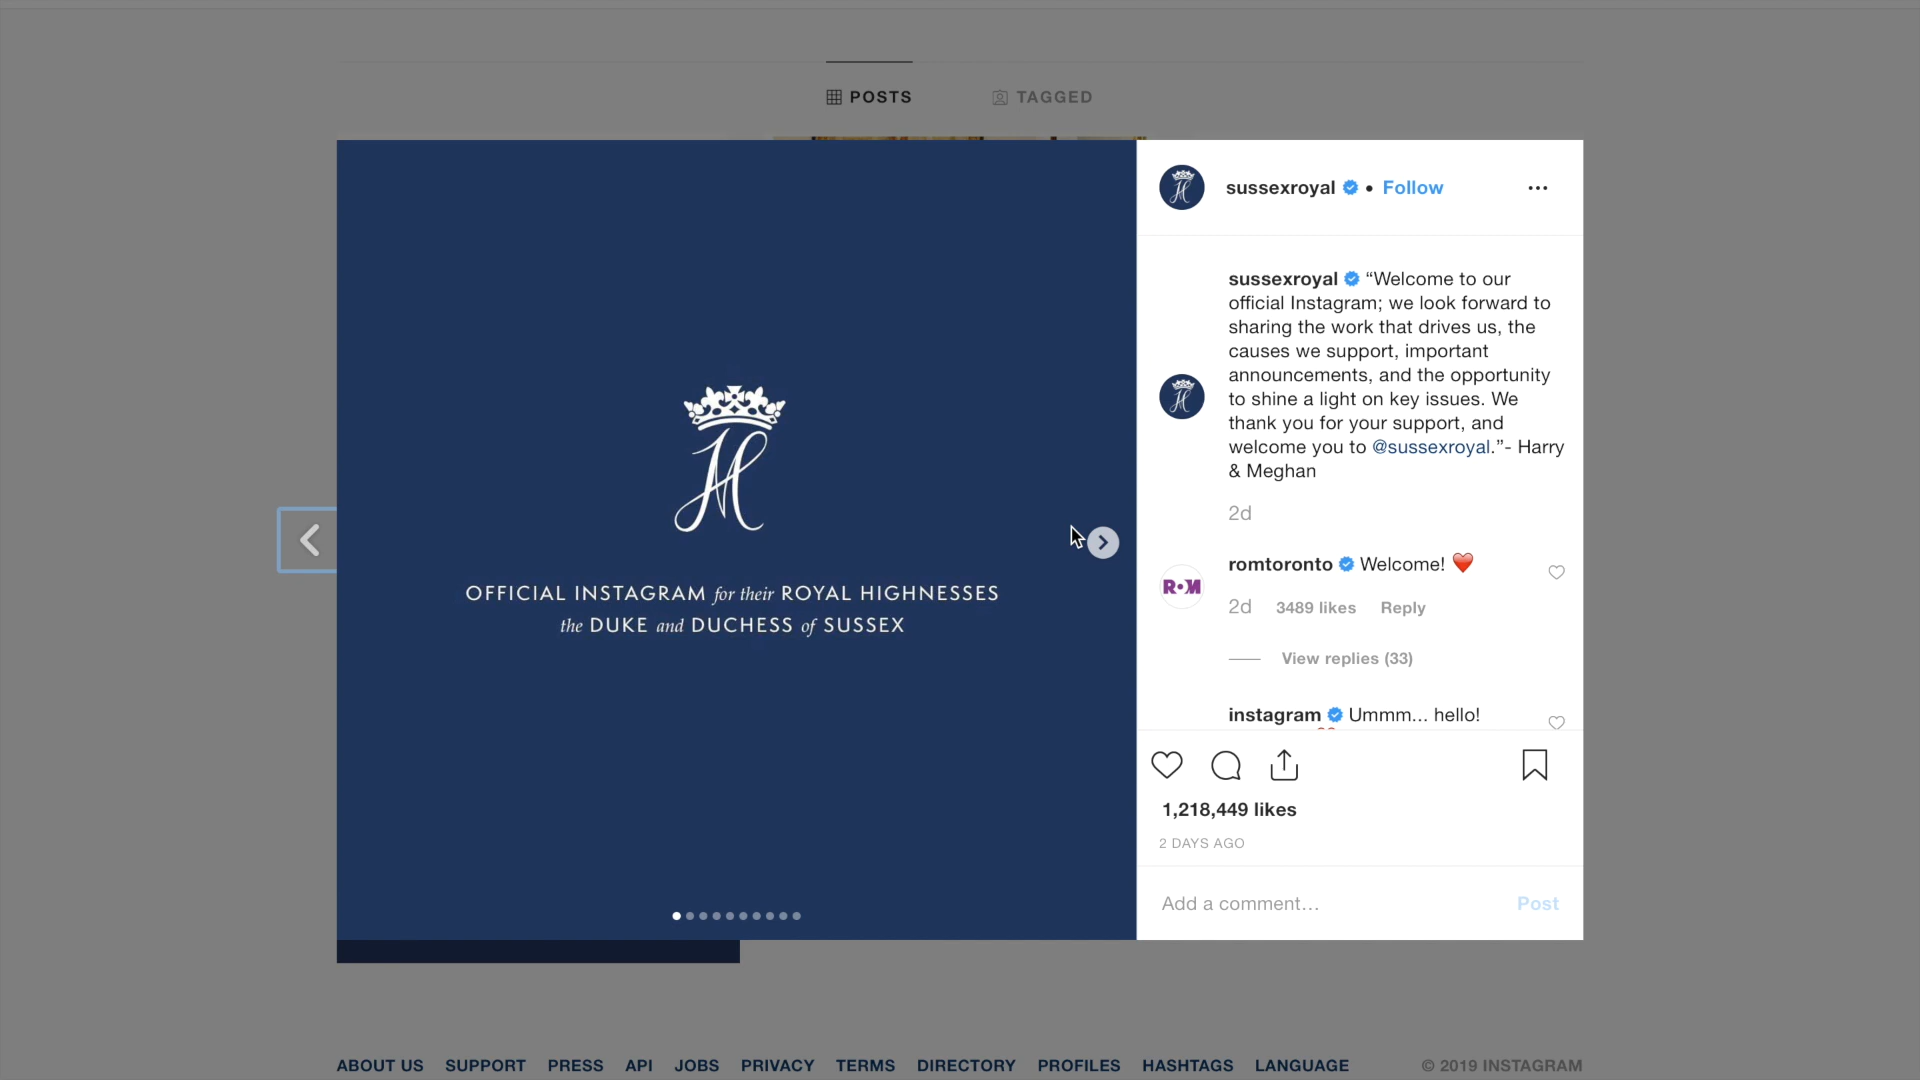 POSTS TAGGED
OFFICIAL INSTAGRAM for their ROYAL HIGHNESSES
the DUKE and DUCHESS of SUSSEX
sussexroyal • Follow
sussexroyal “Welcome to our
official Instagram; we look forward to
sharing the work that drives us, the
causes we support, important
announcements, and the opportunity
to shine a light on key issues. We
thank you for your support, and
welcome you to @sussexroyal.”- Harry
& Meghan
2d
R•M
romtoronto Welcome! ❤️
2d 3489 likes Reply
View replies (33)
instagram Ummm... hello!
1,218,449 likes
2 DAYS AGO
Add a comment... Post
ABOUT US SUPPORT PRESS API JOBS PRIVACY TERMS DIRECTORY PROFILES HASHTAGS LANGUAGE © 2019 INSTAGRAM